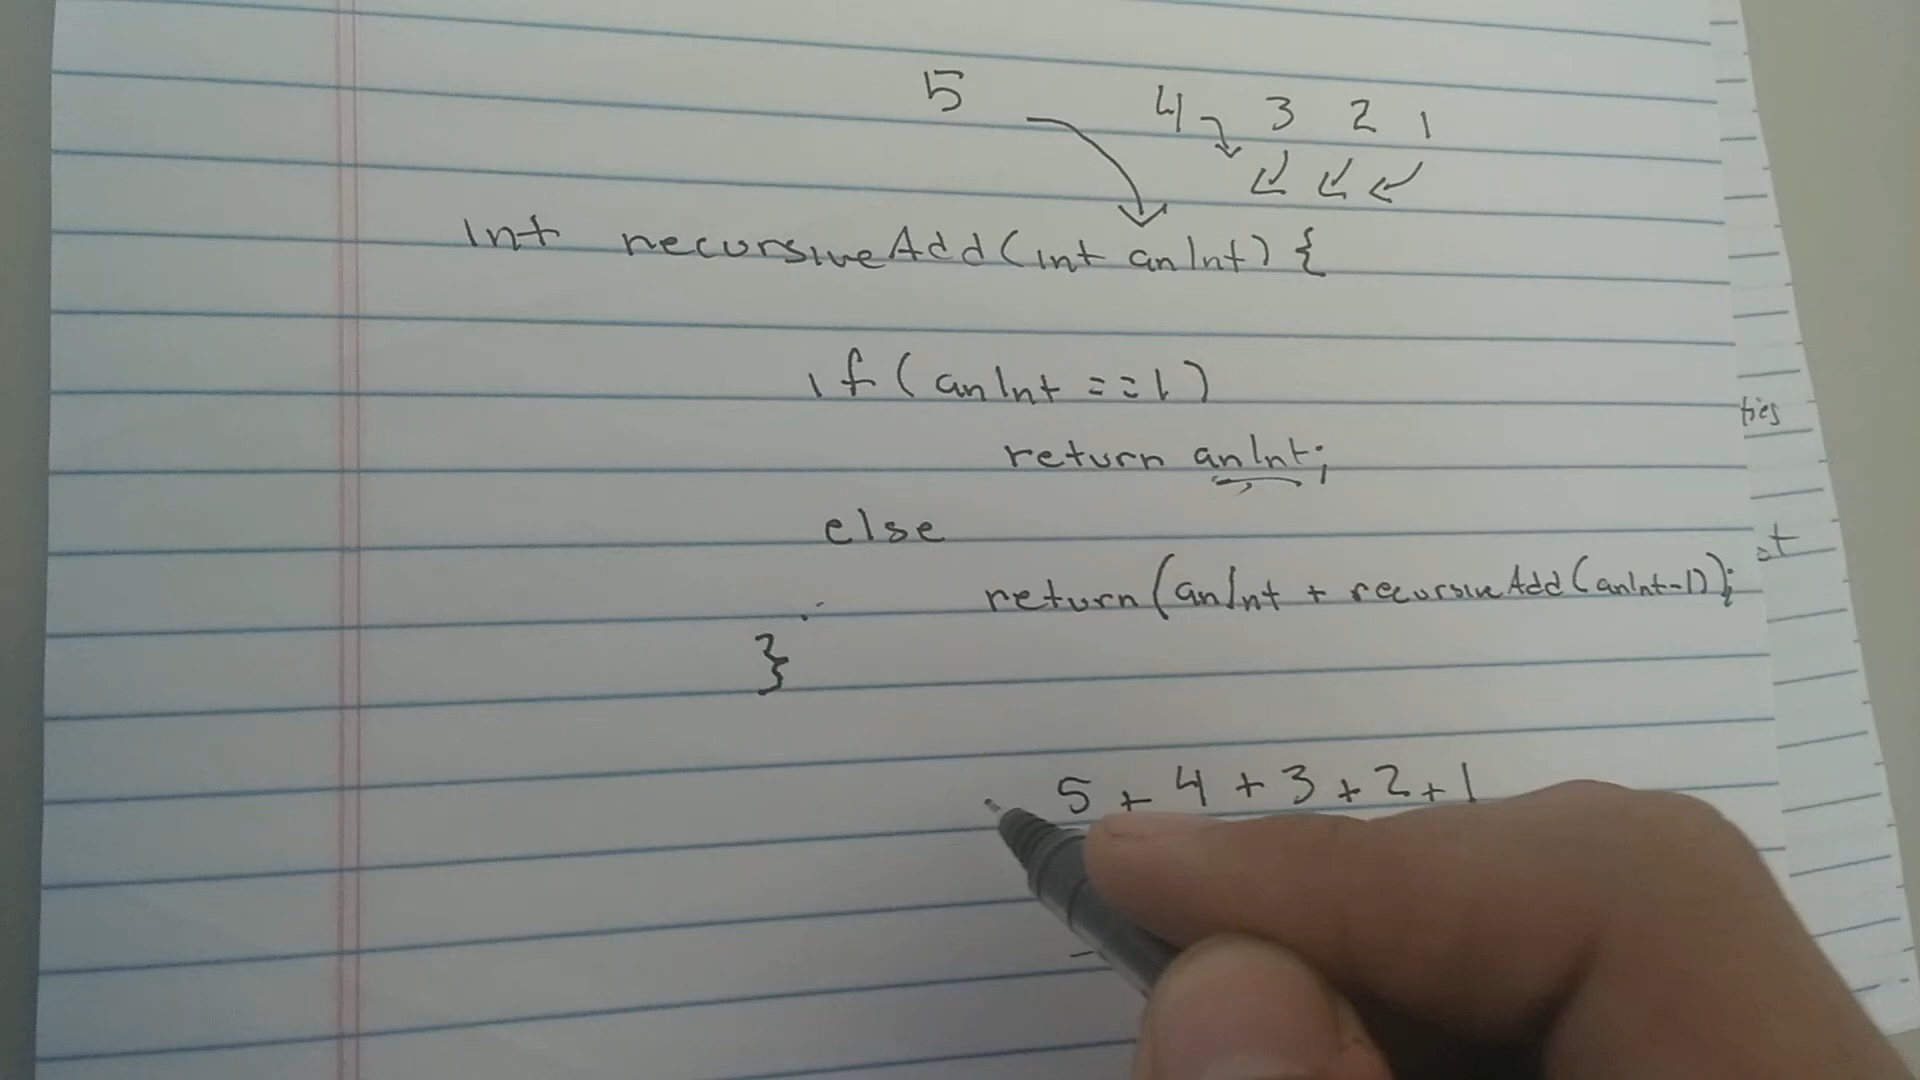 5 4 3 2 1
int recursiveAdd(int anInt) {
if (anInt == 1)
return anInt;
else
return (anInt + recursiveAdd(anInt-1);
}
5 + 4 + 3 + 2 + 1